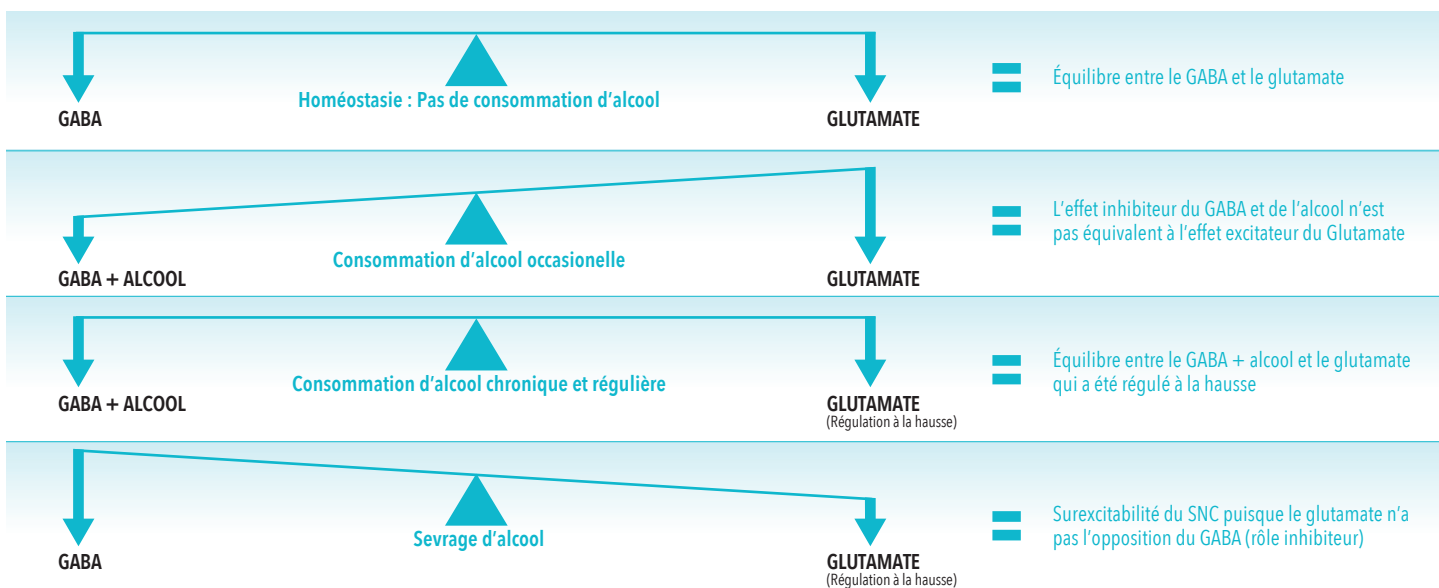 Homéostasie : Pas de consommation d'alcool
GABA
GLUTAMATE
Équilibre entre le GABA et le glutamate
Consommation d'alcool occasionelle
GABA + ALCOOL
GLUTAMATE
L'effet inhibiteur du GABA et de l'alcool n'est
pas équivalent à l'effet excitateur du Glutamate
Consommation d'alcool chronique et régulière
GABA + ALCOOL
GLUTAMATE
(Régulation à la hausse)
Équilibre entre le GABA + alcool et le glutamate
qui a été régulé à la hausse
Sevrage d'alcool
GABA
GLUTAMATE
(Régulation à la hausse)
Surexcitabilité du SNC puisque le glutamate n'a
pas l'opposition du GABA (rôle inhibiteur)